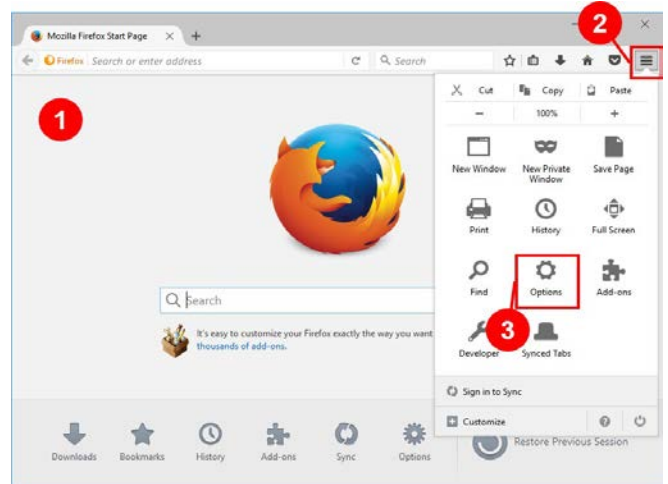 Mozilla Firefox Start Page
2
Firefox
Search or enter address
Search
1
Cut
Copy
Paste
100%
New Window
New Private
Window
Save Page
Print
History
Full Screen
Find
Options
Add-ons
3
Developer
Synced Tabs
Sign in to Sync
Customize
Search
It's easy to customize your Firefox exactly the way you want
thousands of add-ons.
Downloads
Bookmarks
History
Add-ons
Sync
Options
Restore Previous Session